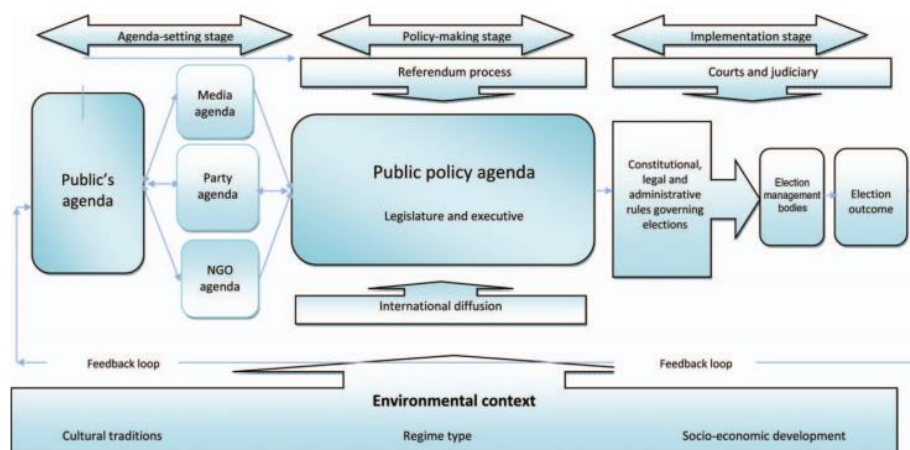 Agenda-setting stage
Policy-making stage
Implementation stage
Referendum process
Courts and judiciary
Media
agenda
Public's
agenda
Party
agenda
NGO
agenda
Public policy agenda
Legislature and executive
Constitutional,
legal and
administrative
rules governing
elections
Election
management
bodies
Election
outcome
International diffusion
Feedback loop
Feedback loop
Environmental context
Cultural traditions
Regime type
Socio-economic development